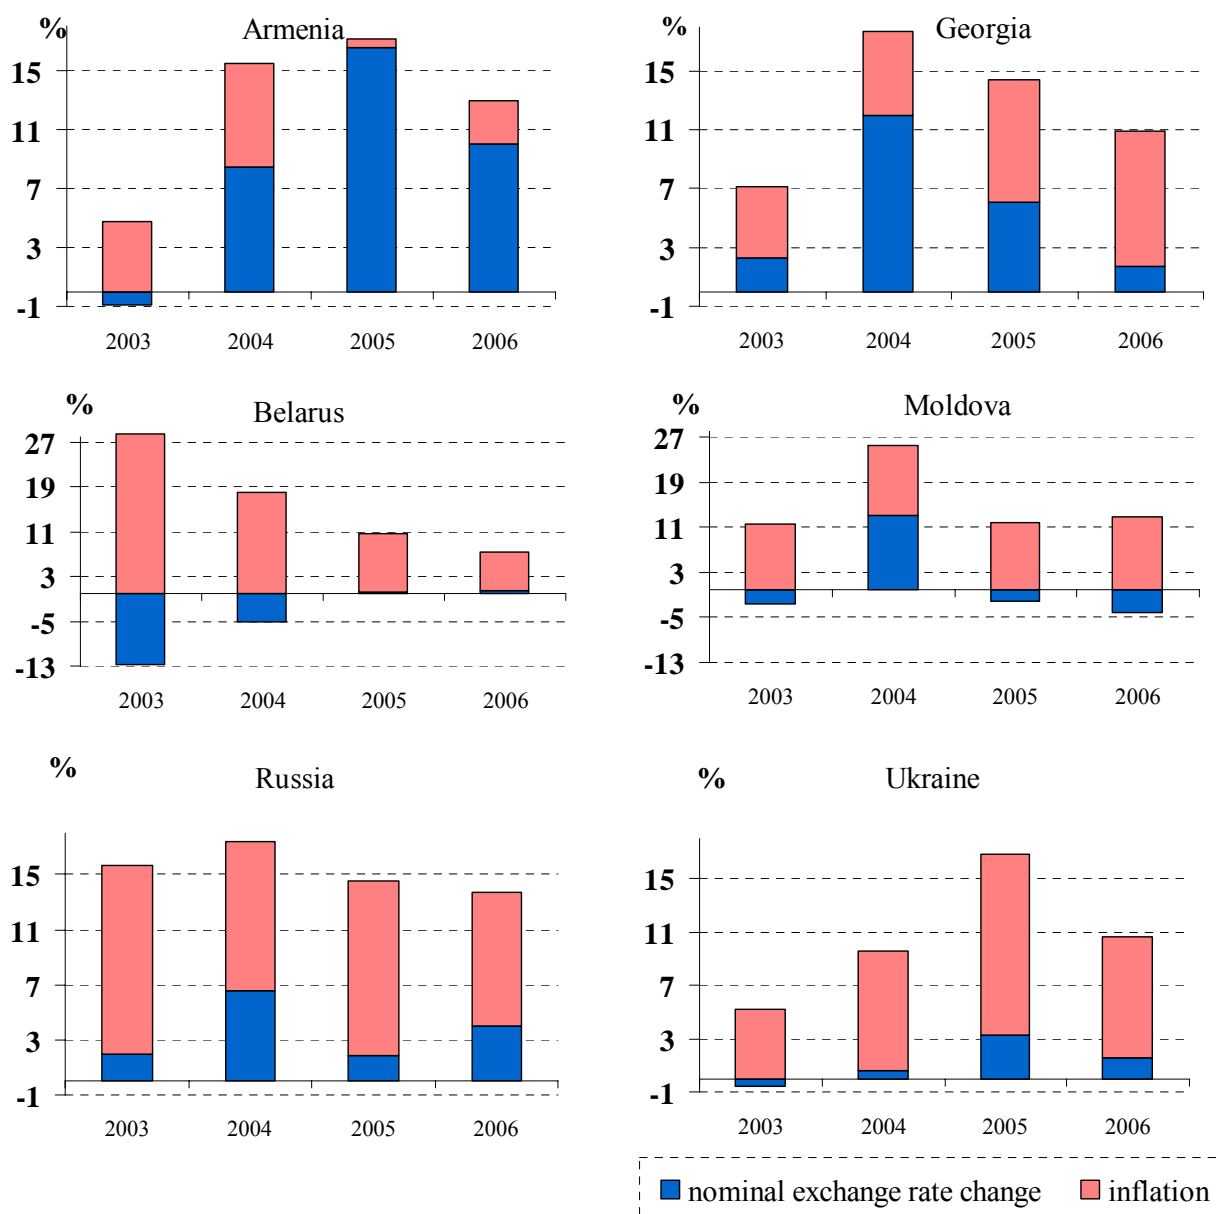 % Armenia
15
11
7
3
-1
2003 2004 2005 2006
% Georgia
15
11
7
3
-1
2003 2004 2005 2006
% Belarus
27
19
11
3
-5
-13
2003 2004 2005 2006
% Moldova
27
19
11
3
-5
-13
2003 2004 2005 2006
% Russia
15
11
7
3
-1
2003 2004 2005 2006
% Ukraine
15
11
7
3
-1
2003 2004 2005 2006
nominal exchange rate change inflation